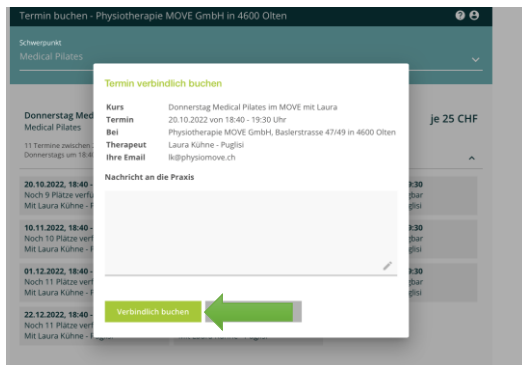 Termin buchen - Physiotherapie MOVE GmbH in 4600 Olten
Schwerpunkt
Medical Pilates
Termin verbindlich buchen
Kurs Donnerstag Medical Pilates im MOVE mit Laura
Termin 20.10.2022 von 18:40 - 19:30 Uhr
Bei Physiotherapie MOVE GmbH, Baslerstrasse 47/49 in 4600 Olten
Therapeut Laura Kühne - Puglisi
Ihre Email lk@physiomove.ch
Nachricht an die Praxis
Verbindlich buchen
Donnerstag Med
je 25 CHF
Medical Pilates
11 Termine zwischen
Donnerstags um 18:4
20.10.2022, 18:40 -
Noch 9 Plätze verfü
Mit Laura Kühne - P
9:30
gbar
glisi
10.11.2022, 18:40 -
Noch 10 Plätze verf
Mit Laura Kühne - P
9:30
gbar
glisi
01.12.2022, 18:40 -
Noch 11 Plätze verf
Mit Laura Kühne - P
9:30
gbar
glisi
22.12.2022, 18:40 -
Noch 11 Plätze verf